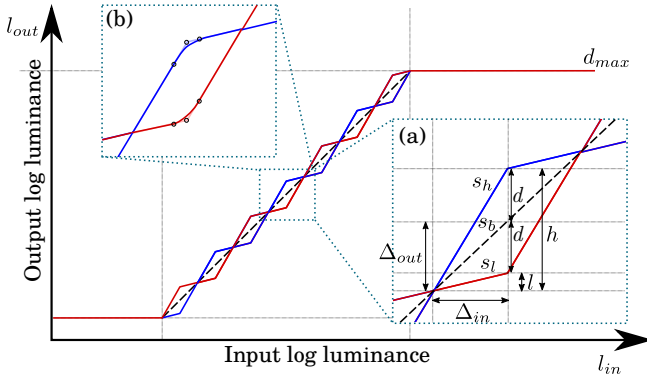 (b)
l_out
d_max
(a)
s_h
d
s_b
d
h
Δ_out
s_l
l
Δ_in
Output log luminance
Input log luminance
l_in